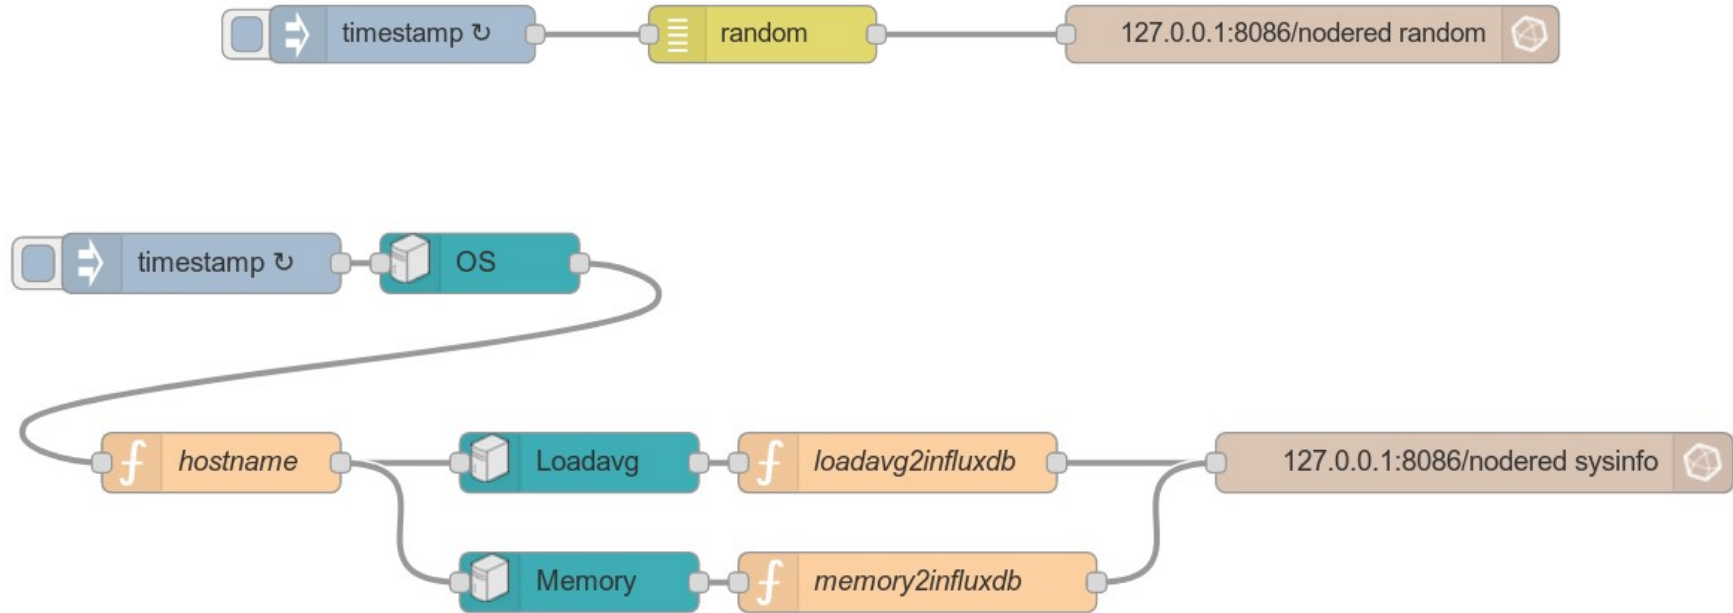 timestamp ↻
random
127.0.0.1:8086/nodered random
timestamp ↻
OS
hostname
Loadavg
loadavg2influxdb
127.0.0.1:8086/nodered sysinfo
Memory
memory2influxdb